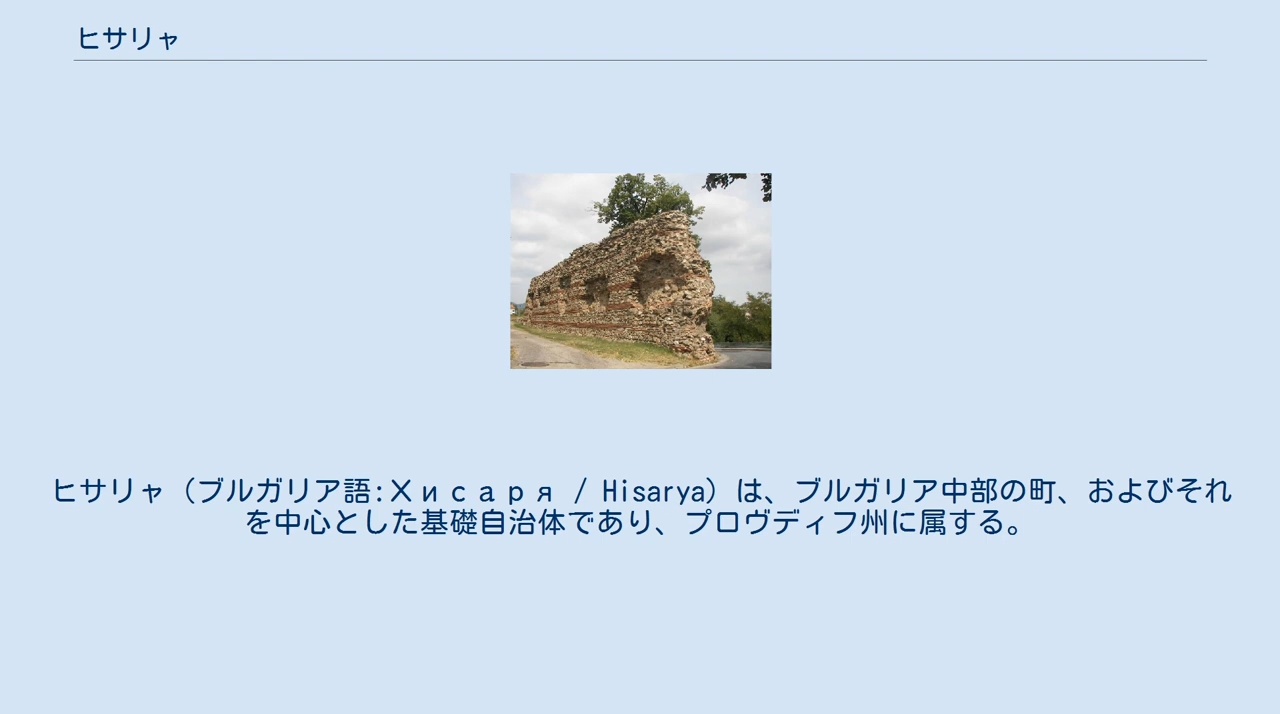 ヒサリャ
ヒサリャ（ブルガリア語:Хисаря / Hisarya）は、ブルガリア中部の町、およびそれ
を中心とした基礎自治体であり、プロヴディフ州に属する。